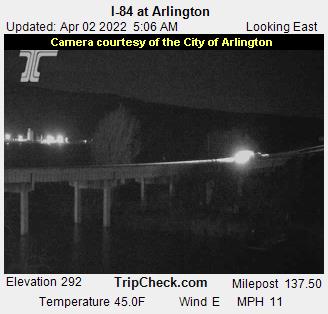 I-84 at Arlington
Updated: Apr 02 2022 5:06 AM Looking East
Camera courtesy of the City of Arlington
Elevation 292 TripCheck.com Milepost 137.50
Temperature 45.0F Wind E MPH 11